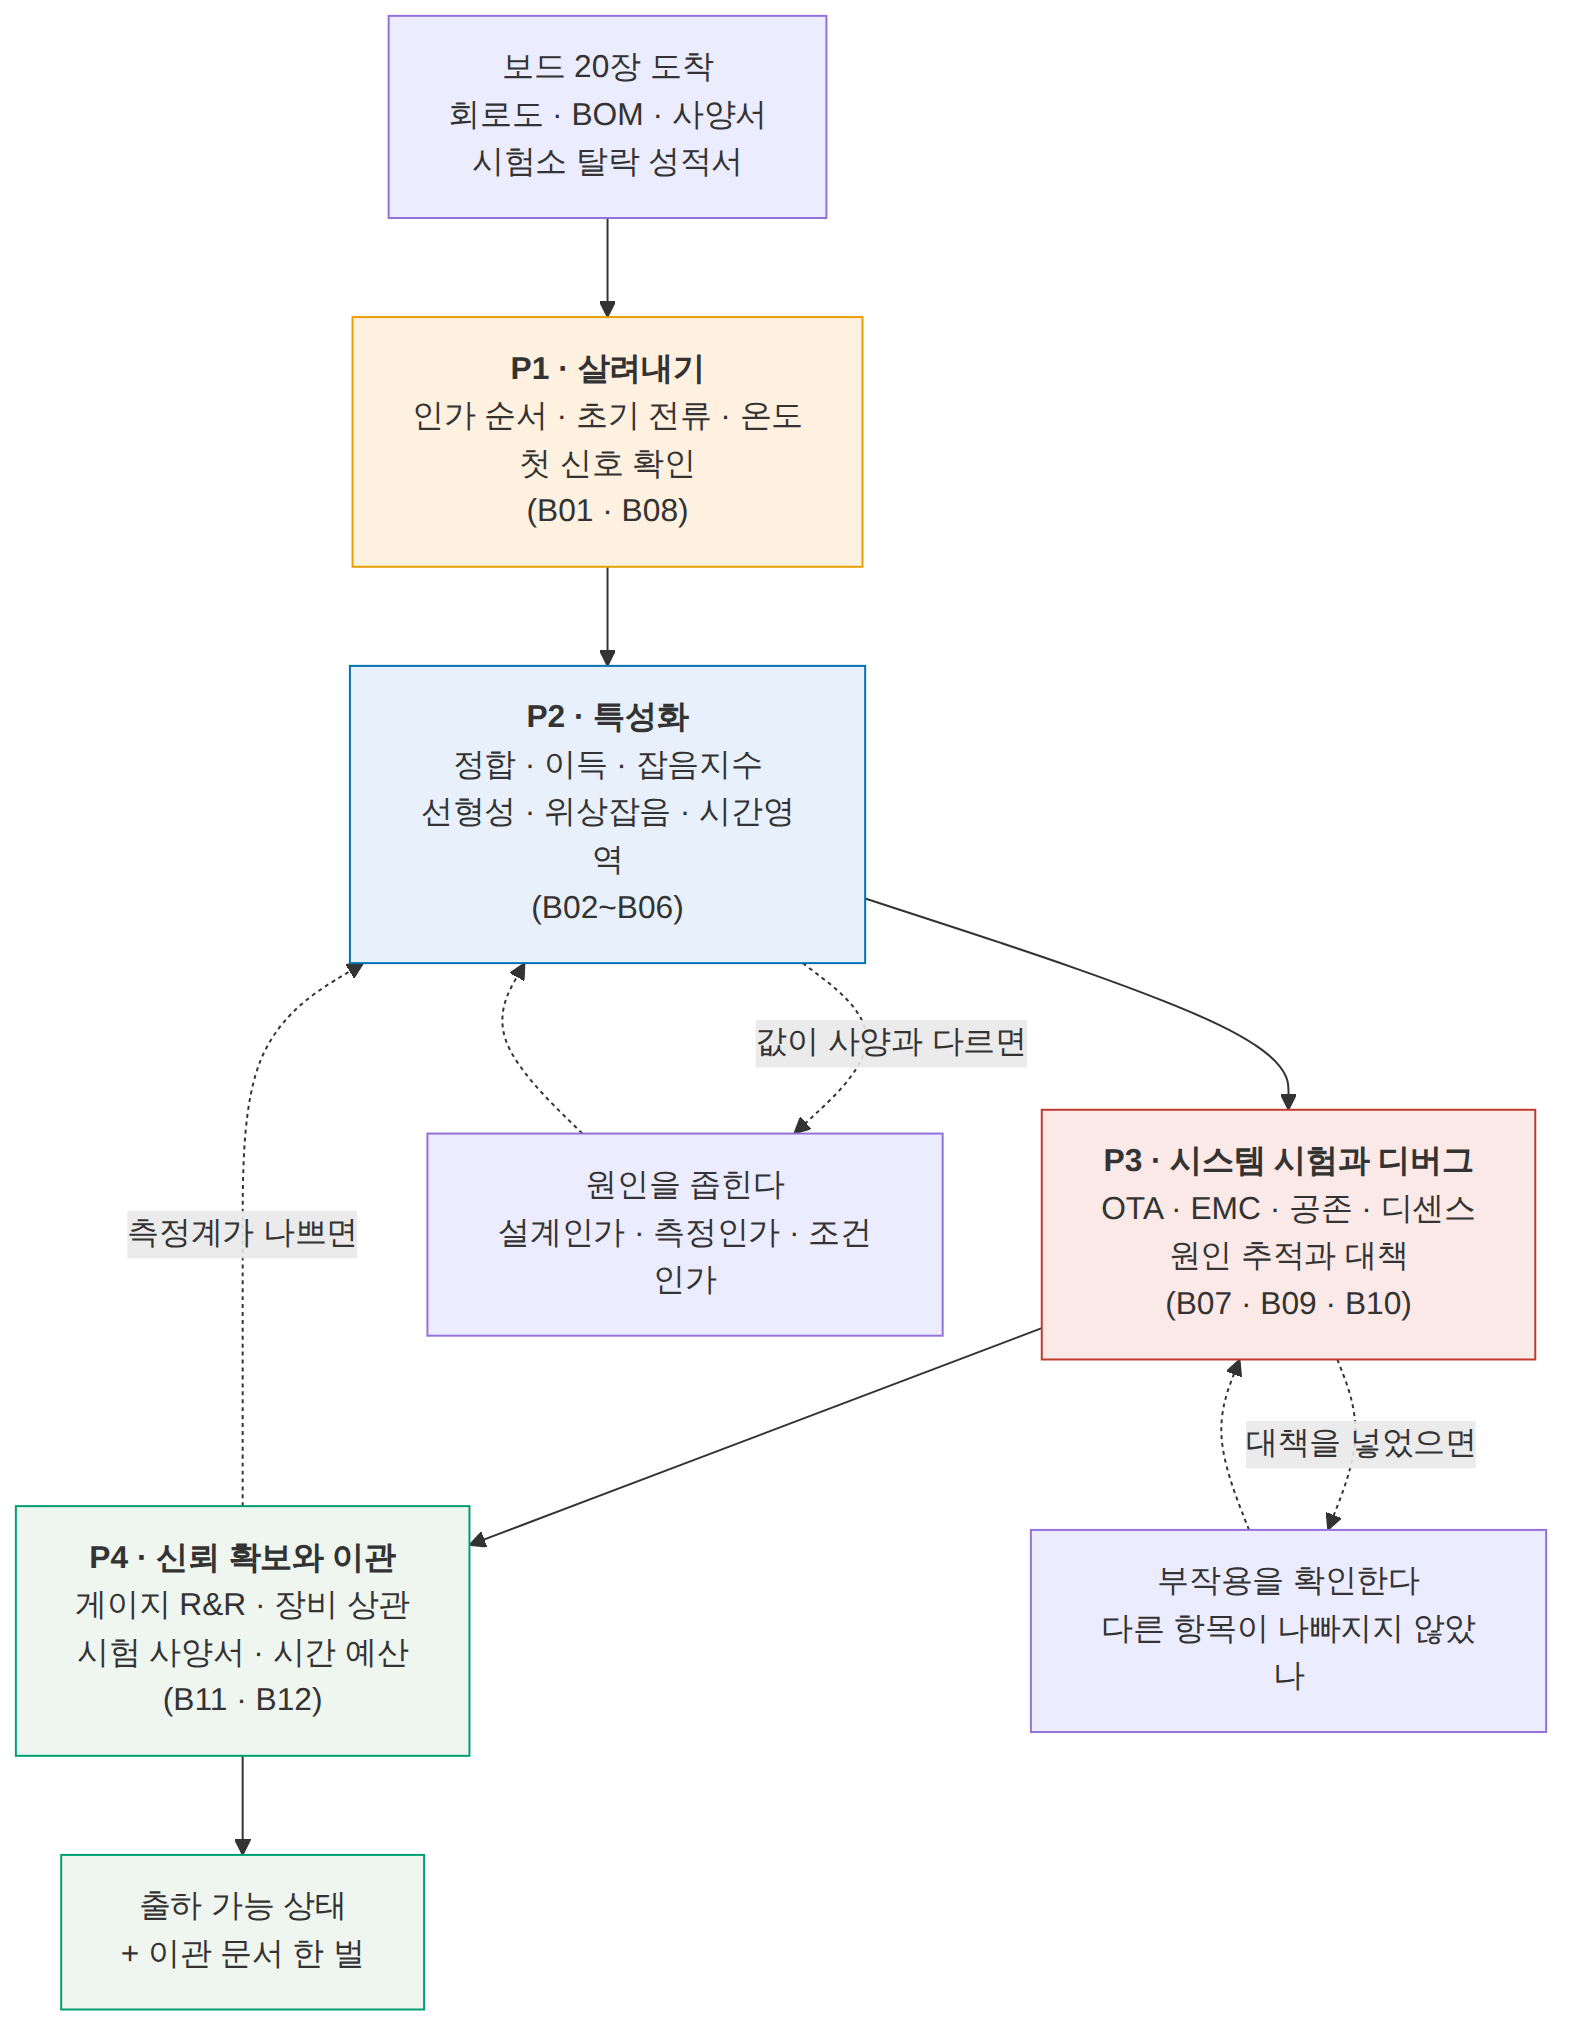 보드 20장 도착
회로도 · BOM · 사양서
시험소 탈락 성적서
P1 · 살려내기
인가 순서 · 초기 전류 · 온도
첫 신호 확인
(B01 · B08)
P2 · 특성화
정합 · 이득 · 잡음지수
선형성 · 위상잡음 · 시간영
역
(B02~B06)
값이 사양과 다르면
원인을 좁힌다
설계인가 · 측정인가 · 조건
인가
측정계가 나쁘면
P3 · 시스템 시험과 디버그
OTA · EMC · 공존 · 디센스
원인 추적과 대책
(B07 · B09 · B10)
대책을 넣었으면
부작용을 확인한다
다른 항목이 나빠지지 않았
나
P4 · 신뢰 확보와 이관
게이지 R&R · 장비 상관
시험 사양서 · 시간 예산
(B11 · B12)
출하 가능 상태
+ 이관 문서 한 벌